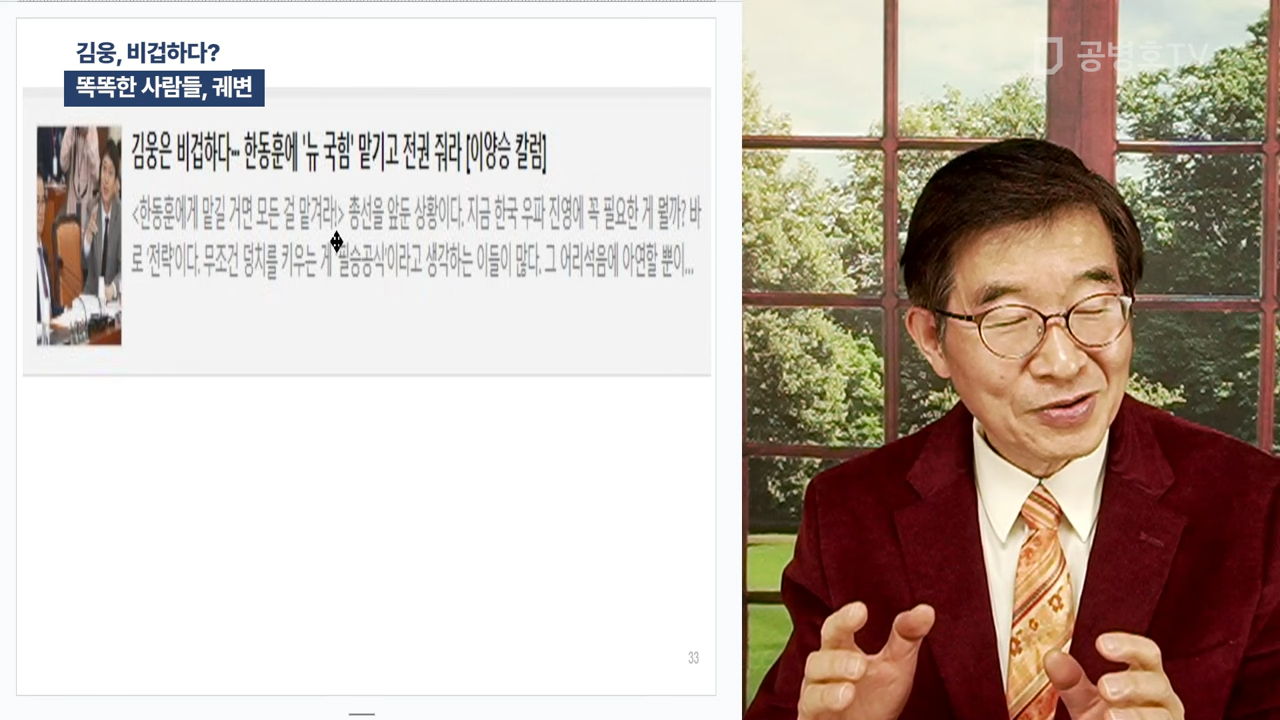 김웅, 비겁하다?
똑똑한 사람들, 궤변
김웅은 비겁하다… 한동훈에 '뉴 국힘' 맡기고 전권 줘라 [이양승 칼럼]
<한동훈에게 맡길 거면 모든 걸 맡겨라!> 총선을 앞둔 상황이다. 지금 한국 우파 진영에 꼭 필요한 게 뭘까? 바
로 '전략'이다. 무조건 덩치를 키우는 게 '필승공식'이라고 생각하는 이들이 많다. 그 어리석음에 아연할 뿐이...
33
공병호TV